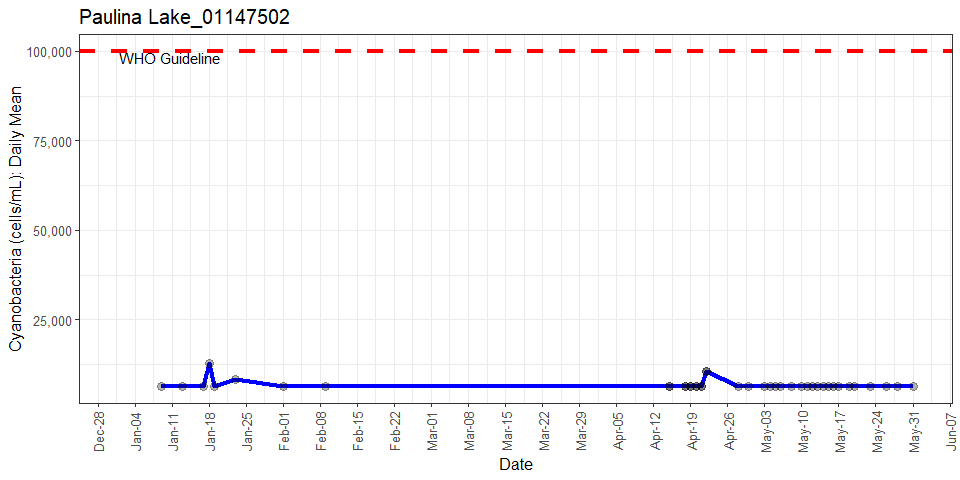 Paulina Lake_01147502
100,000
WHO Guideline
75,000
50,000
25,000
Cyanobacteria (cells/mL): Daily Mean
Dec-28
Jan-04
Jan-11
Jan-18
Jan-25
Feb-01
Feb-08
Feb-15
Feb-22
Mar-01
Mar-08
Mar-15
Mar-22
Mar-29
Apr-05
Apr-12
Apr-19
Apr-26
May-03
May-10
May-17
May-24
May-31
Jun-07
Date